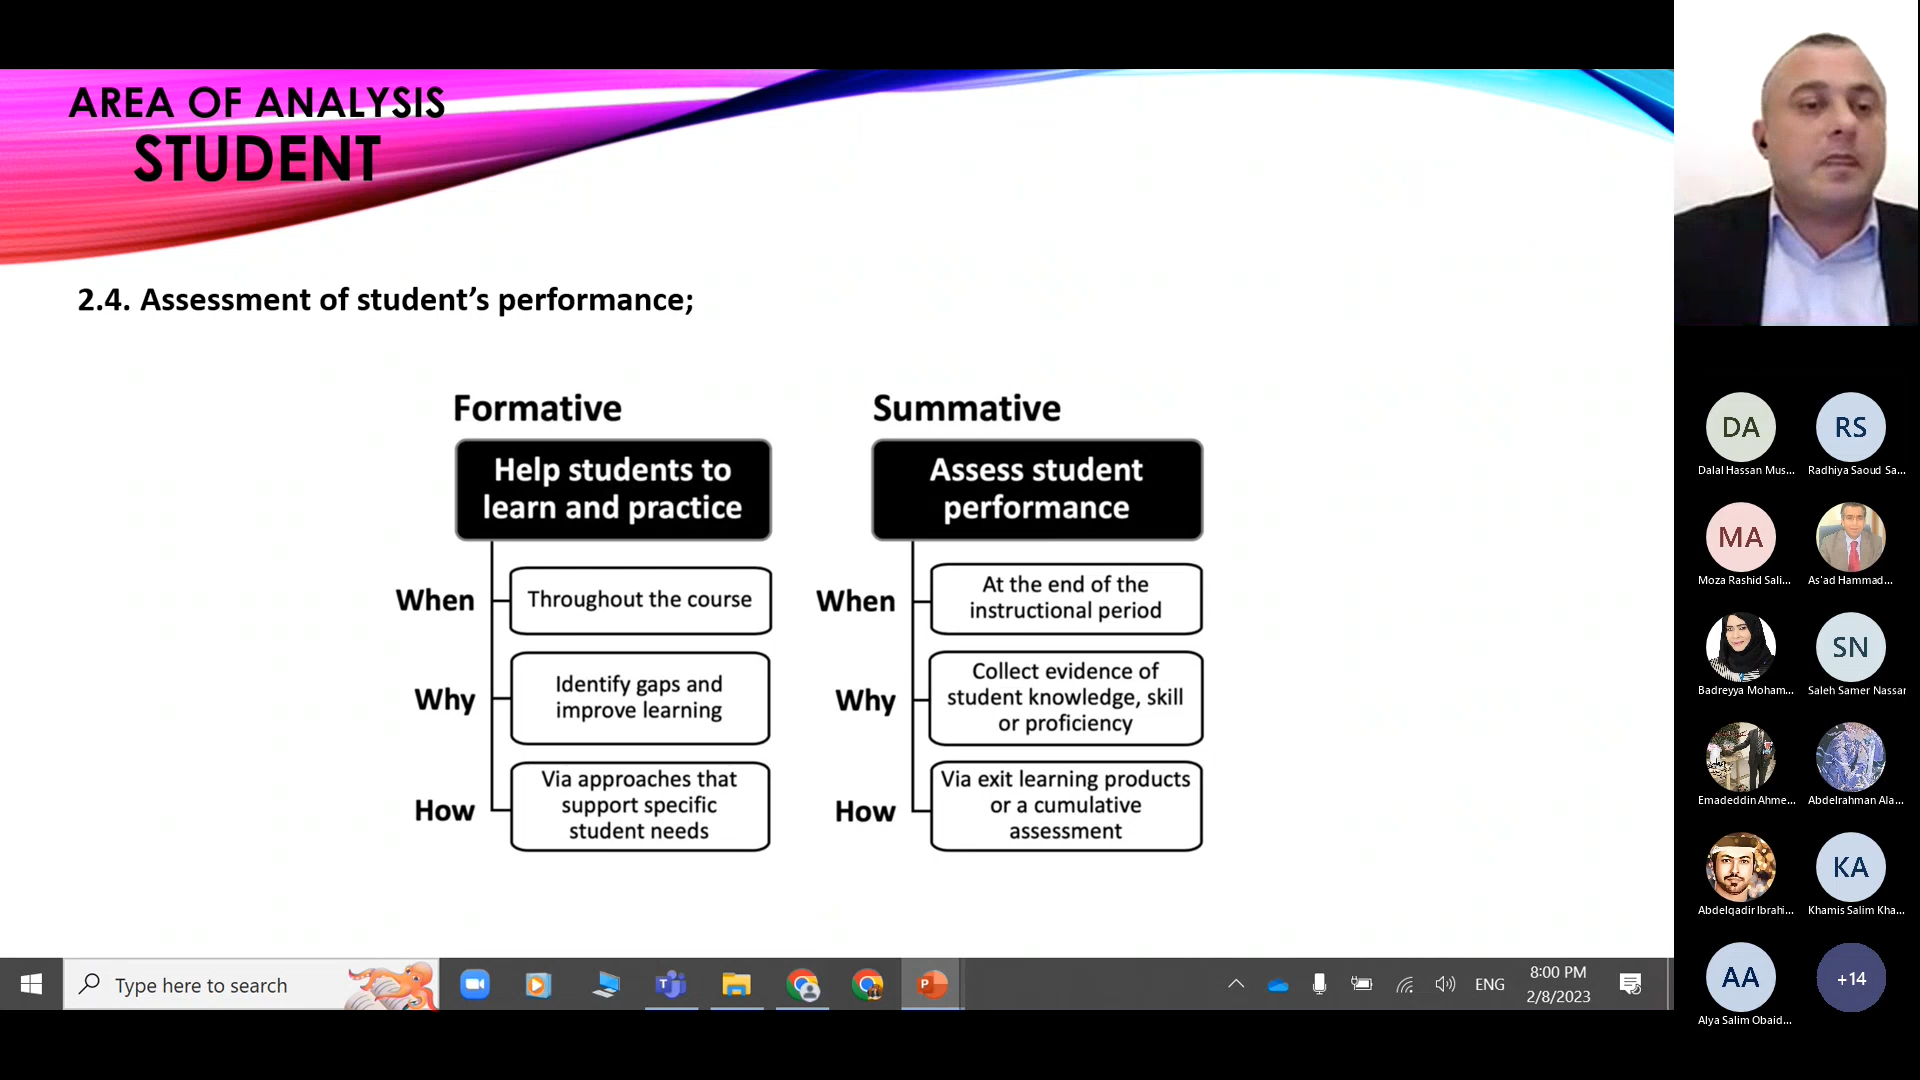 AREA OF ANALYSIS
STUDENT
2.4. Assessment of student’s performance;
Formative
Help students to
learn and practice
When
Throughout the course
Why
Identify gaps and
improve learning
How
Via approaches that
support specific
student needs
Summative
Assess student
performance
When
At the end of the
instructional period
Why
Collect evidence of
student knowledge, skill
or proficiency
How
Via exit learning products
or a cumulative
assessment
DA
Dalal Hassan Mus...
RS
Radhiya Saoud Sa...
MA
Moza Rashid Sali...
As'ad Hammad...
Badreyya Moham...
SN
Saleh Samer Nassar
Emadeddin Ahme...
Abdelrahman Ala...
Abdelqadir Ibrahi...
KA
Khamis Salim Kha...
AA
Alya Salim Obaid...
+14
Type here to search
ENG
8:00 PM
2/8/2023